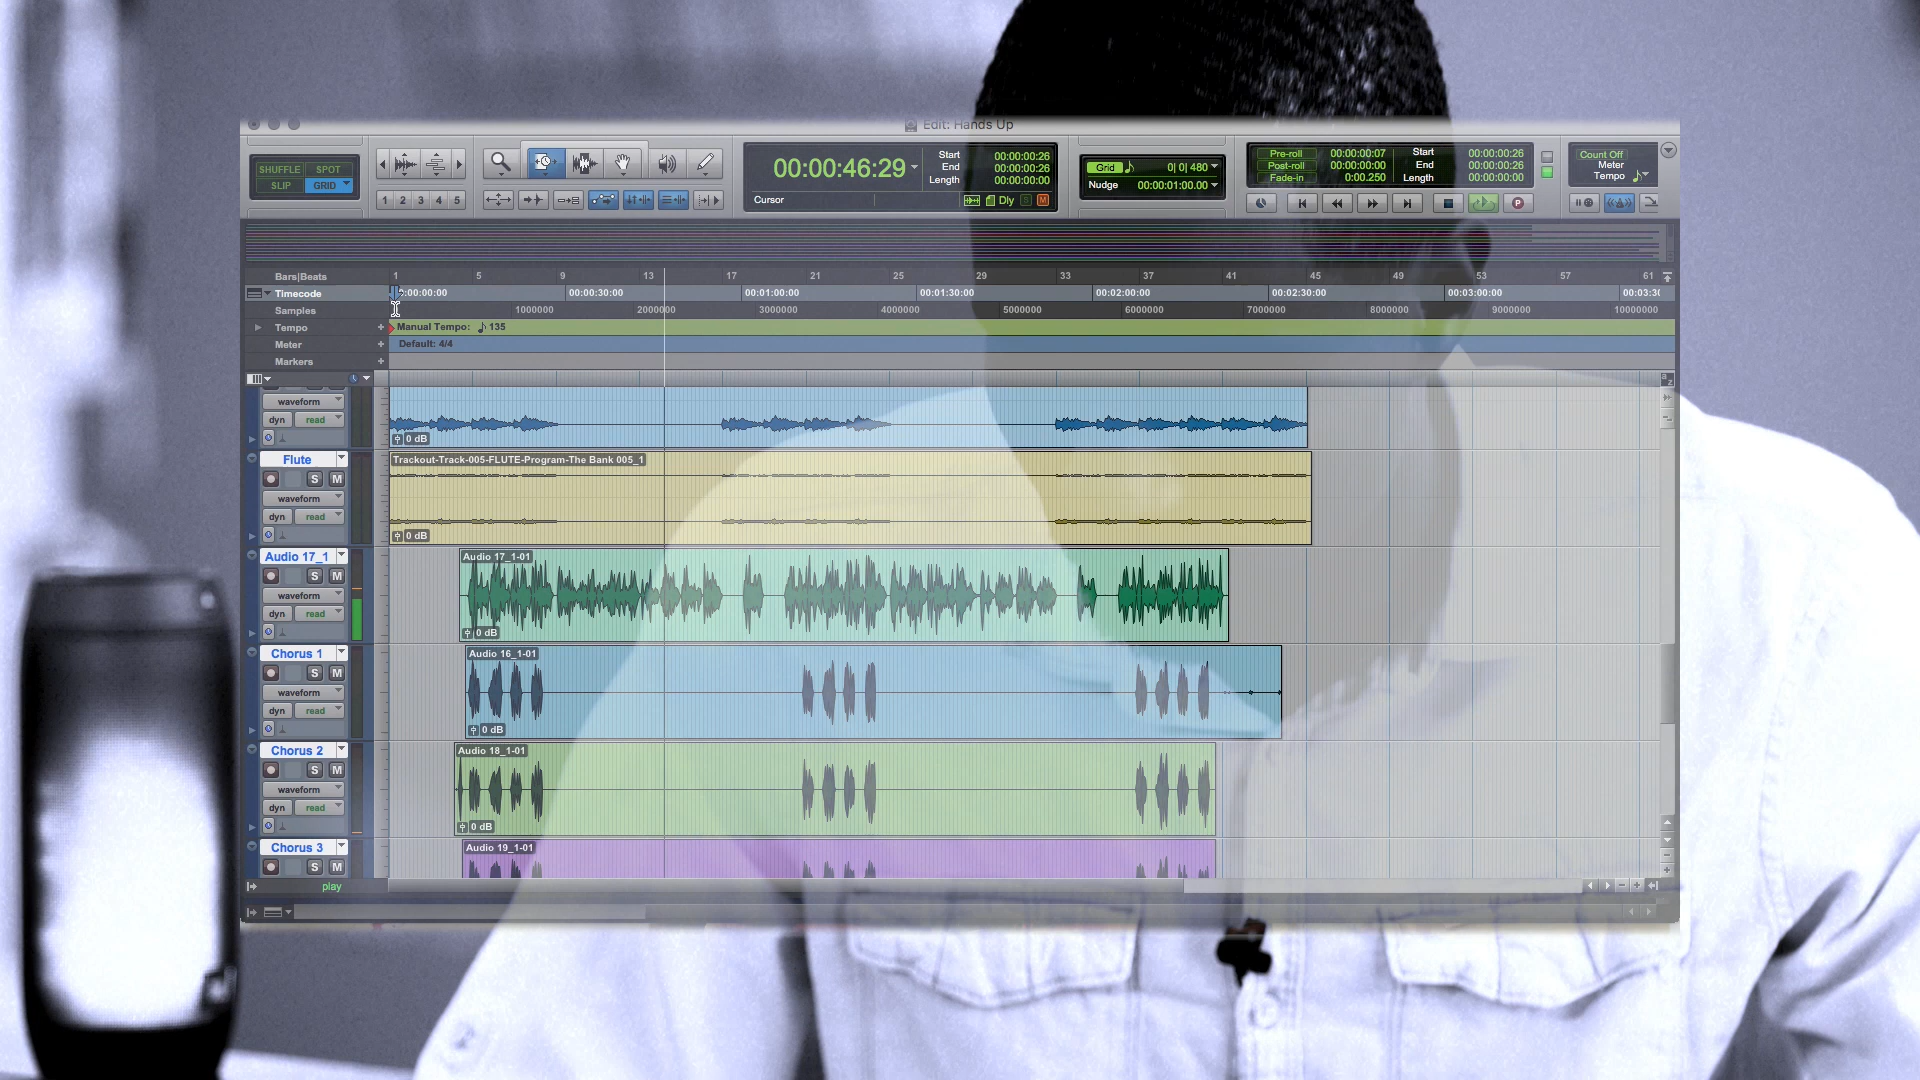 Edit: Hands Up
SHUFFLE SPOT
SLIP GRID
1 2 3 4 5
00:00:46:29
Start 00:00:00:26
End 00:00:00:26
Length 00:00:00:00
Cursor
Dly S M
Grid 0| 0| 480
Nudge 00:00:01:00.00
Pre-roll 00:00:00:07
Post-roll 00:00:00:00
Fade-in 0:00.250
Start 00:00:00:26
End 00:00:00:26
Length 00:00:00:00
P
Count Off
Meter
Tempo
Bars|Beats 1 5 9 13 17 21 25 29 33 37 41 45 49 53 57 61
Timecode 0:00:00:00 00:00:30:00 00:01:00:00 00:01:30:00 00:02:00:00 00:02:30:00 00:03:00:00 00:03:30
Samples 1000000 2000000 3000000 4000000 5000000 6000000 7000000 8000000 9000000 10000000
Tempo + Manual Tempo: 135
Meter + Default: 4/4
Markers +
waveform
dyn read
0 dB
Flute
Trackout-Track-005-FLUTE-Program-The Bank 005_1
S M
waveform
dyn read
0 dB
Audio 17_1
Audio 17_1-01
S M
waveform
dyn read
0 dB
Chorus 1
Audio 16_1-01
S M
waveform
dyn read
0 dB
Chorus 2
Audio 18_1-01
S M
waveform
dyn read
0 dB
Chorus 3
Audio 19_1-01
S M
play